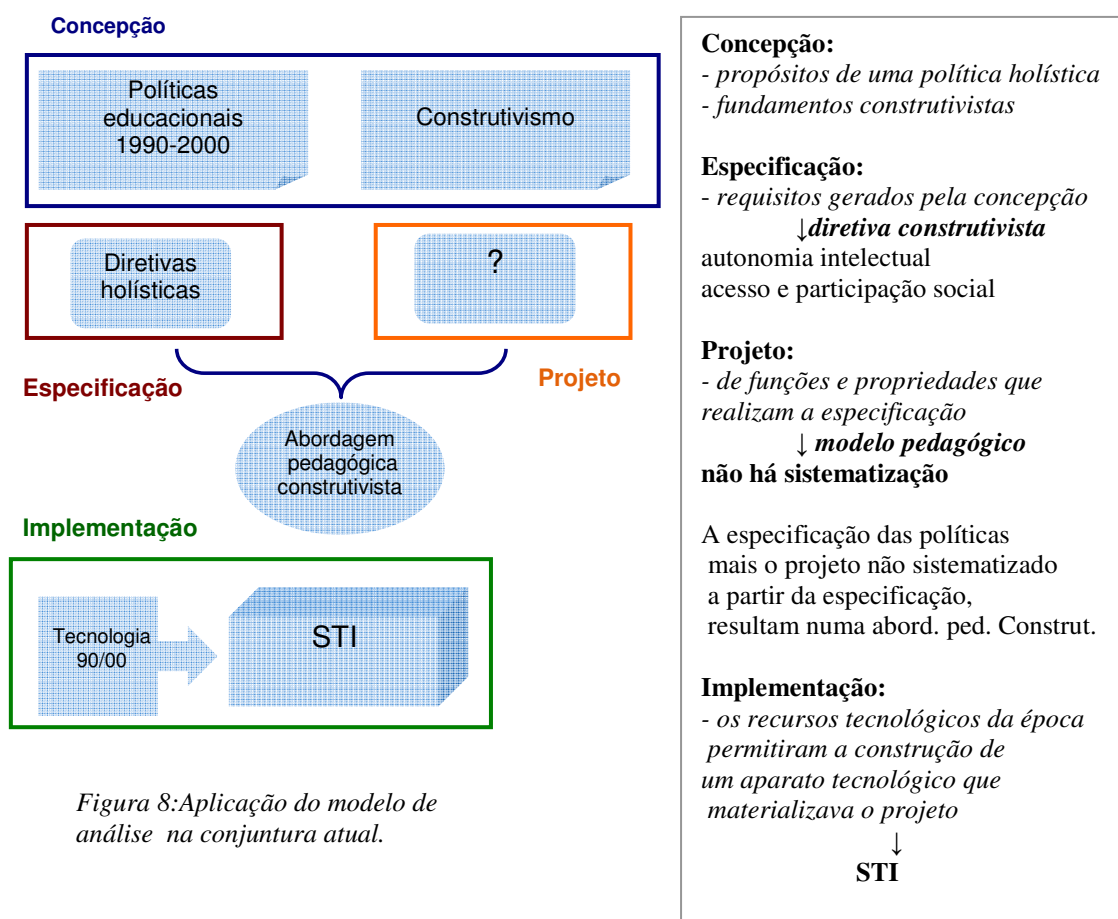 Concepção
Políticas
educacionais
1990-2000
Construtivismo
Diretivas
holísticas
?
Especificação
Projeto
Abordagem
pedagógica
construtivista
Implementação
Tecnologia
90/00
STI
Figura 8:Aplicação do modelo de
análise na conjuntura atual.
Concepção:
- propósitos de uma política holística
- fundamentos construtivistas
Especificação:
- requisitos gerados pela concepção
↓diretiva construtivista
autonomia intelectual
acesso e participação social
Projeto:
- de funções e propriedades que
realizam a especificação
↓ modelo pedagógico
não há sistematização
A especificação das políticas
mais o projeto não sistematizado
a partir da especificação,
resultam numa abord. ped. Construt.
Implementação:
- os recursos tecnológicos da época
permitiram a construção de
um aparato tecnológico que
materializava o projeto
↓
STI